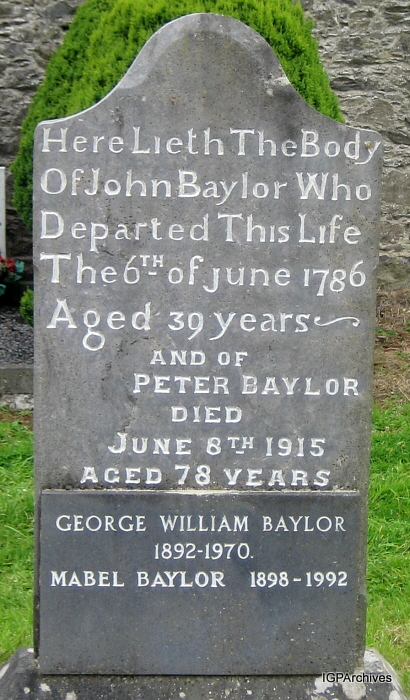 Here Lieth The Body
Of John Baylor Who
Departed This Life
The 6TH of june 1786
Aged 39 years
AND OF
PETER BAYLOR
DIED
JUNE 8TH 1915
AGED 78 YEARS
GEORGE WILLIAM BAYLOR
1892-1970.
MABEL BAYLOR 1898-1992
IGPArchives